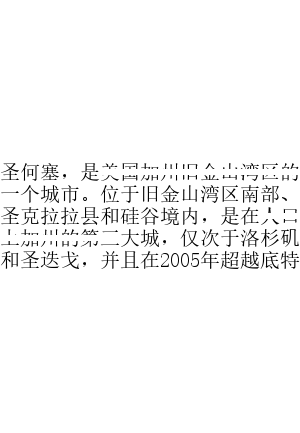 圣何塞，是美国加州旧金山湾区的
一个城市。位于旧金山湾区南部、
圣克拉拉县和硅谷境内，是在人口
上加州的第三大城，仅次于洛杉矶
和圣迭戈，并且在2005年超越底特